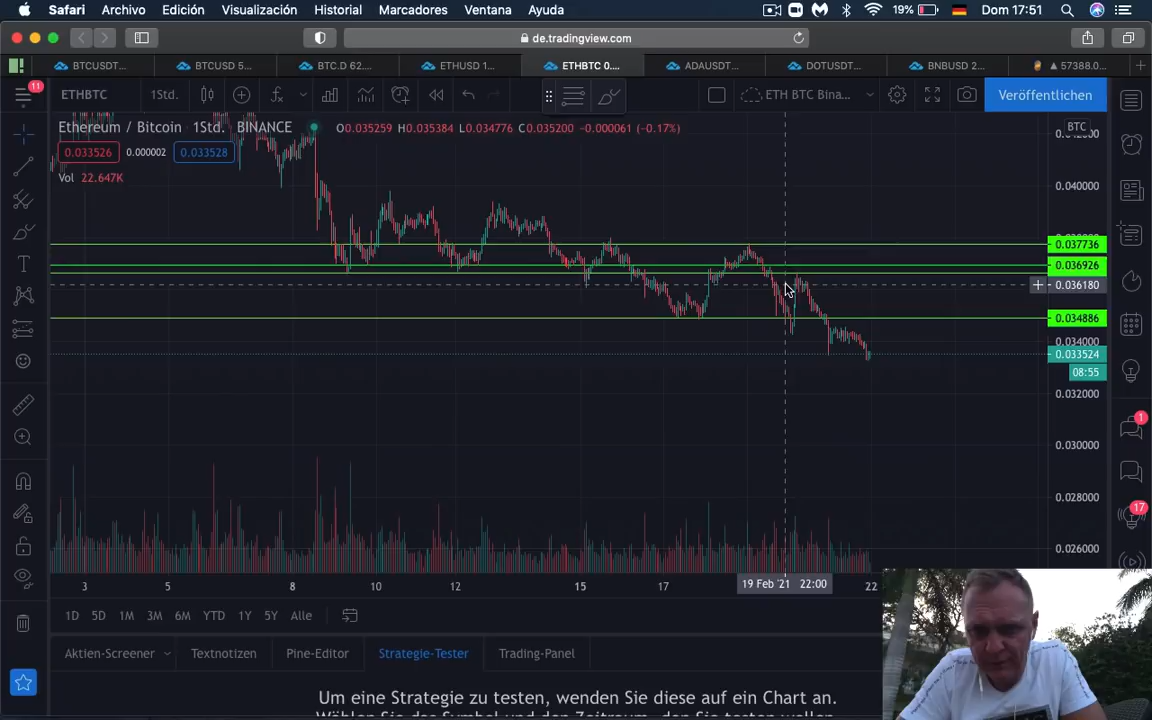 Safari Archivo Edición Visualización Historial Marcadores Ventana Ayuda 19% Dom 17:51
de.tradingview.com
BTCUSDT... BTCUSD 5... BTC.D 62.... ETHUSD 1... ETHBTC 0.... ADAUSDT... DOTUSDT... BNBUSD 2... 57388.0...
11
ETHBTC 1Std. ETH BTC Bina... Veröffentlichen
Ethereum / Bitcoin 1Std. BINANCE O0.035259 H0.035384 L0.034776 C0.035200 −0.000061 (−0.17%)
BTC
0.033526 0.000002 0.033528
Vol 22.647K
0.040000
0.037736
0.036926
0.036180
0.034886
0.034000
0.033524
08:55
0.032000
0.030000
0.028000
0.026000
1
17
3 5 8 10 12 15 17 19 Feb '21 22:00 22
1D 5D 1M 3M 6M YTD 1Y 5Y Alle
Aktien-Screener Textnotizen Pine-Editor Strategie-Tester Trading-Panel
Um eine Strategie zu testen, wenden Sie diese auf ein Chart an.